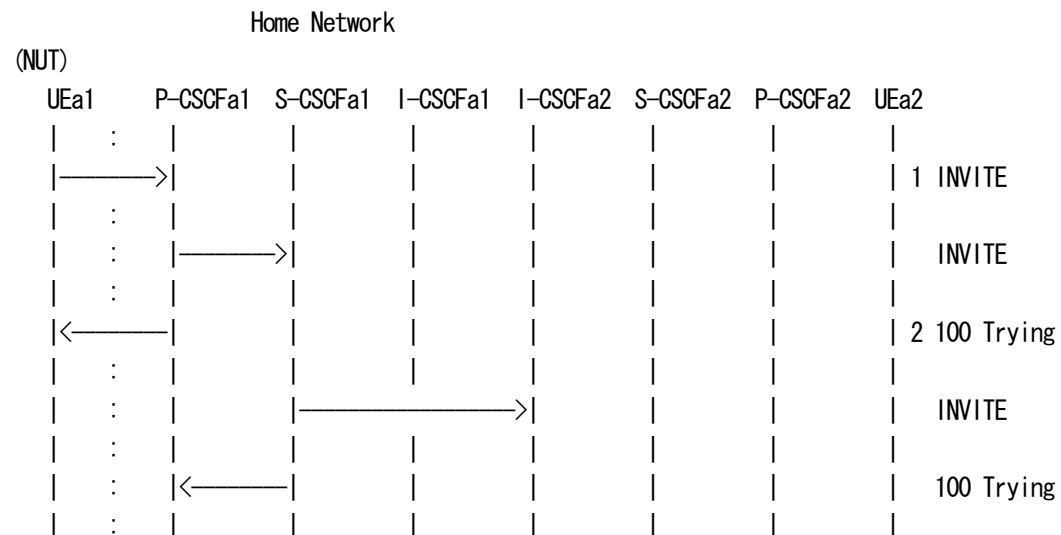 Home Network
(NUT)
UEa1 P-CSCFa1 S-CSCFa1 I-CSCFa1 I-CSCFa2 S-CSCFa2 P-CSCFa2 UEa2
| : | | | | | | |
|-------->| | | | | | | 1 INVITE
| : | | | | | | |
| : |-------->| | | | | | INVITE
| : | | | | | | |
|<--------| | | | | | | 2 100 Trying
| : | | | | | | |
| : | |------------------>| | | | INVITE
| : | | | | | | |
| : |<--------| | | | | | 100 Trying
| : | | | | | | |